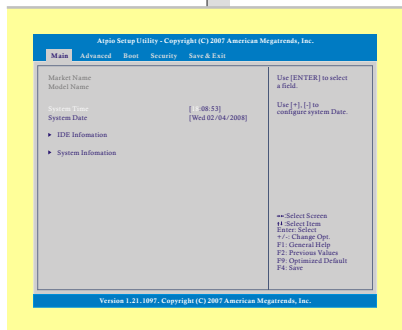 Atpio Setup Utility - Copyright (C) 2007 American Megatrends, Inc.
Main Advanced Boot Security Save & Exit
Market Name
Model Name
System Time [ :08:53]
System Date [Wed 02/04/2008]
IDE Infomation
System Infomation
Use [ENTER] to select
a field.
Use [+], [-] to
configure system Date.
:Select Screen
:Select Item
Enter: Select
+/-: Change Opt.
F1: General Help
F2: Previous Values
F9: Optimized Default
F4: Save
Version 1.21.1097. Copyright (C) 2007 American Megatrends, Inc.